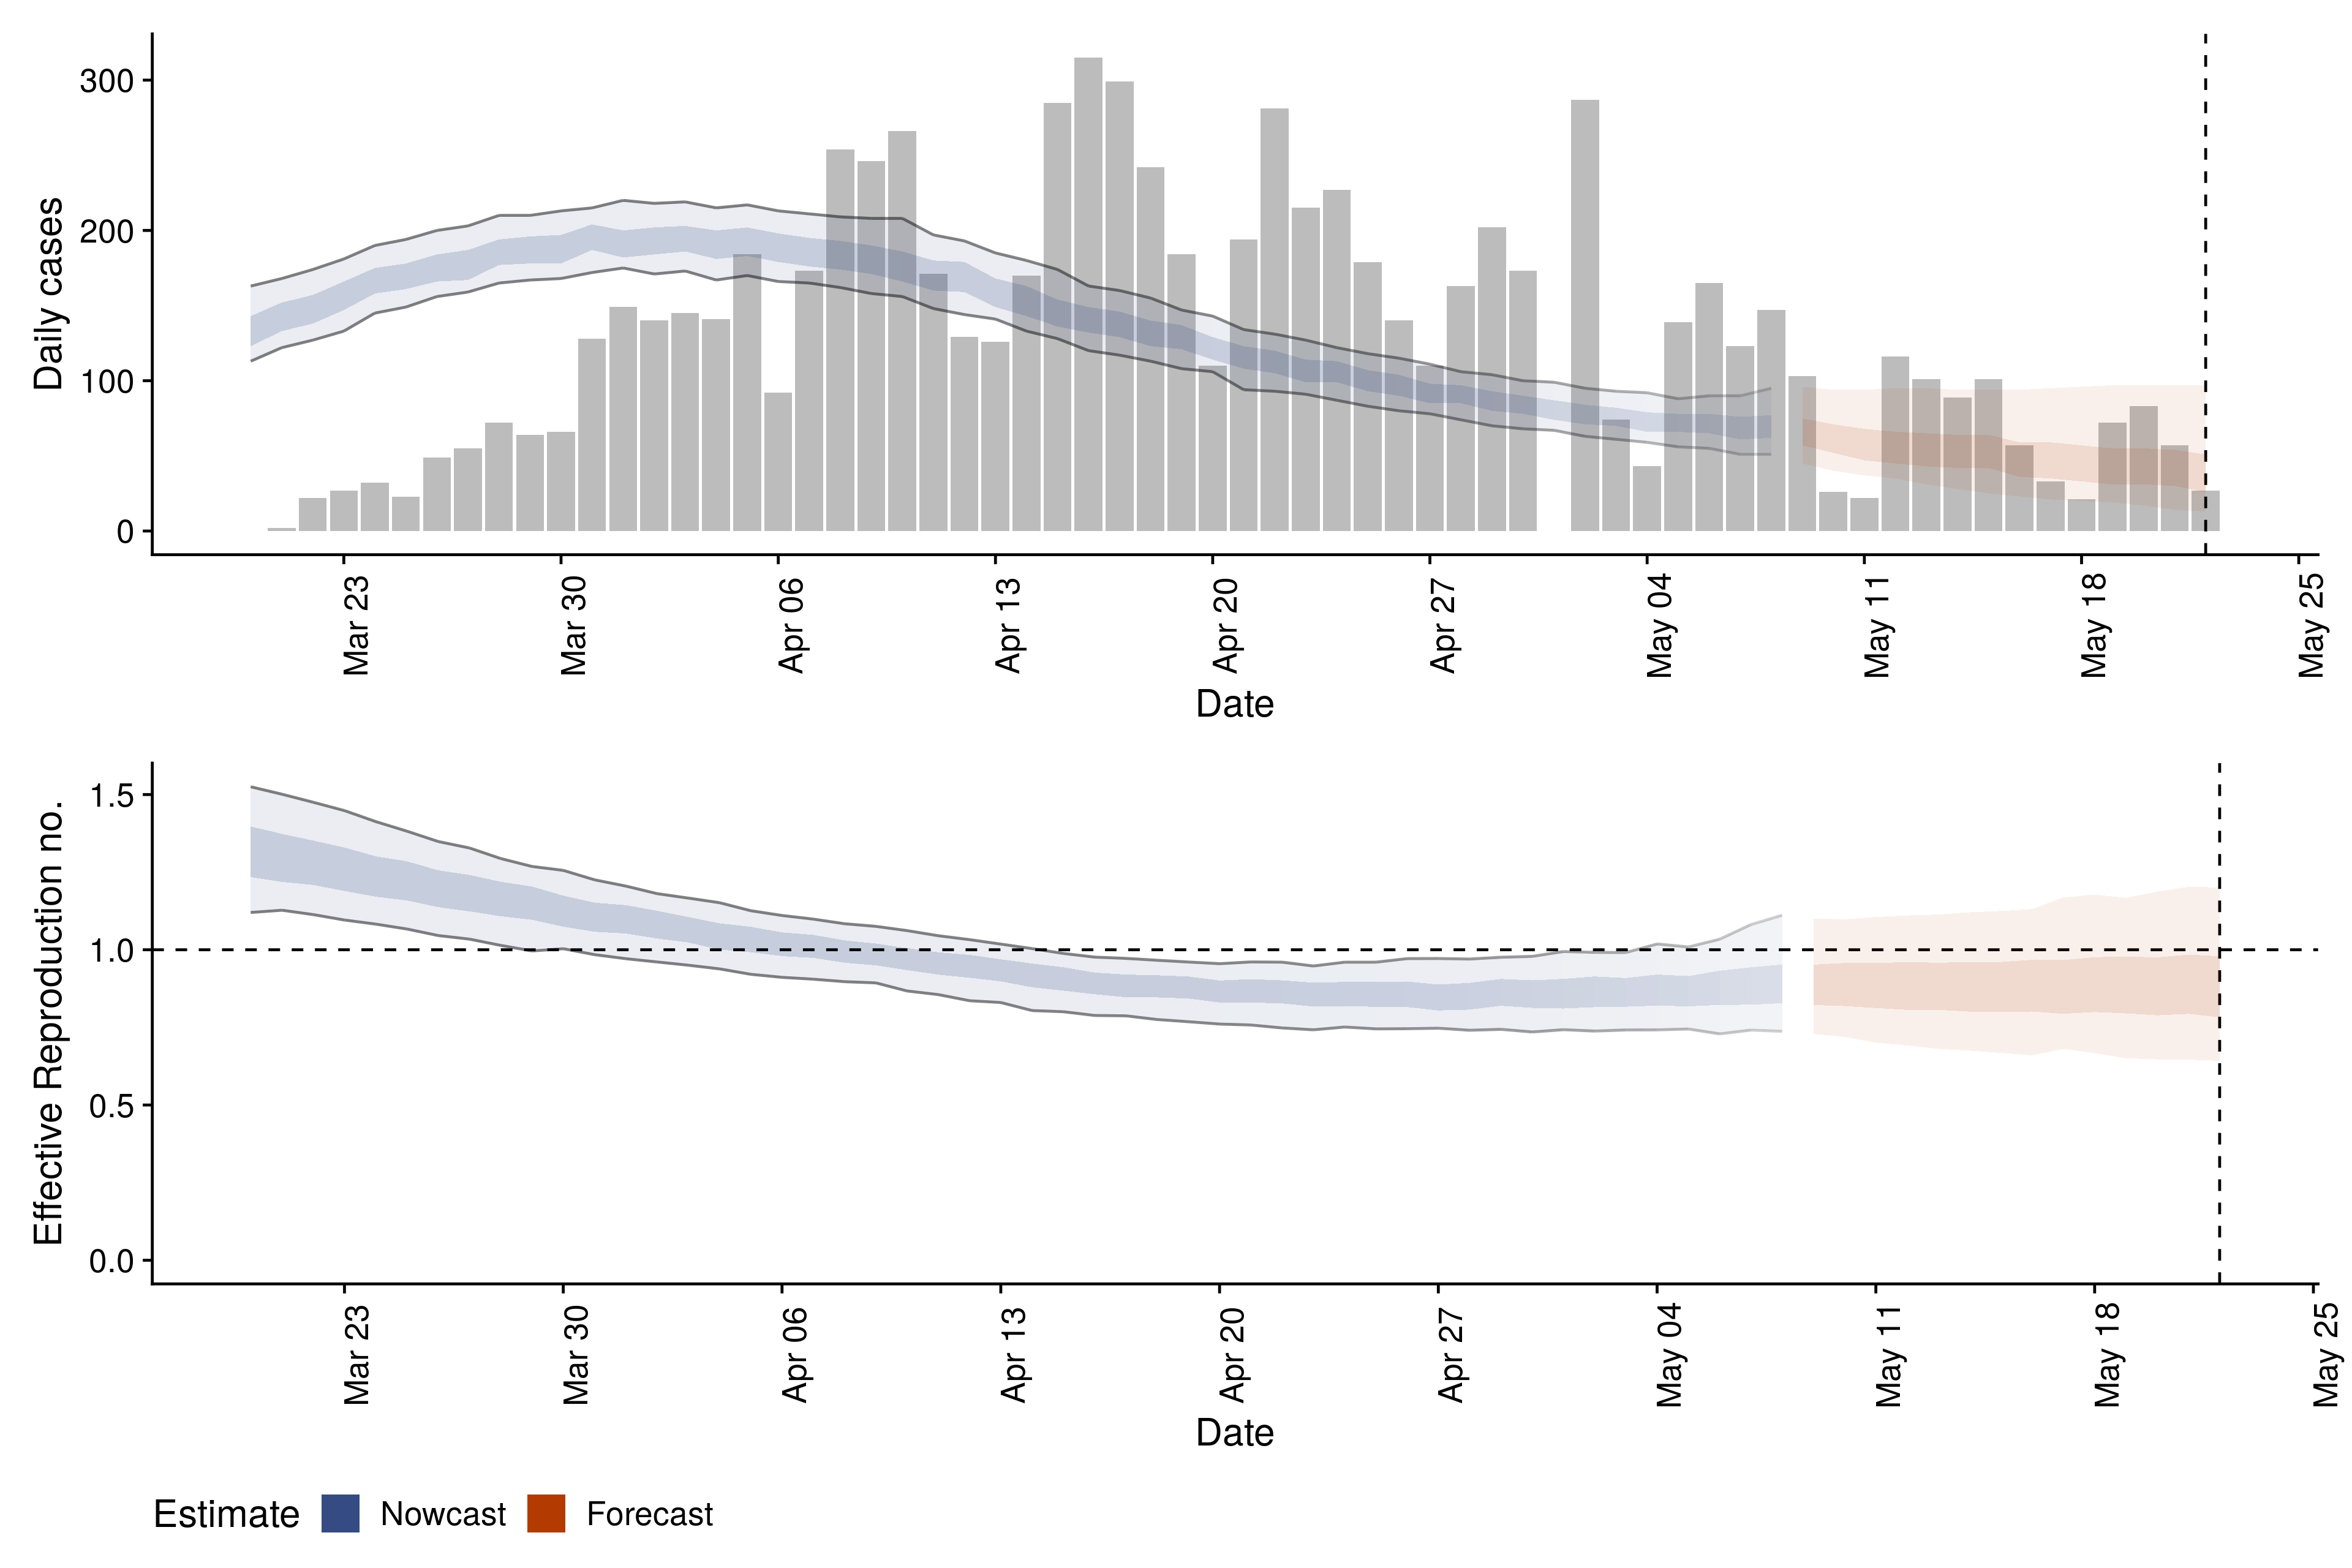 Daily cases
300
200
100
0
Mar 23
Mar 30
Apr 06
Apr 13
Apr 20
Apr 27
May 04
May 11
May 18
May 25
Date
Effective Reproduction no.
1.5
1.0
0.5
0.0
Mar 23
Mar 30
Apr 06
Apr 13
Apr 20
Apr 27
May 04
May 11
May 18
May 25
Date
Estimate Nowcast Forecast